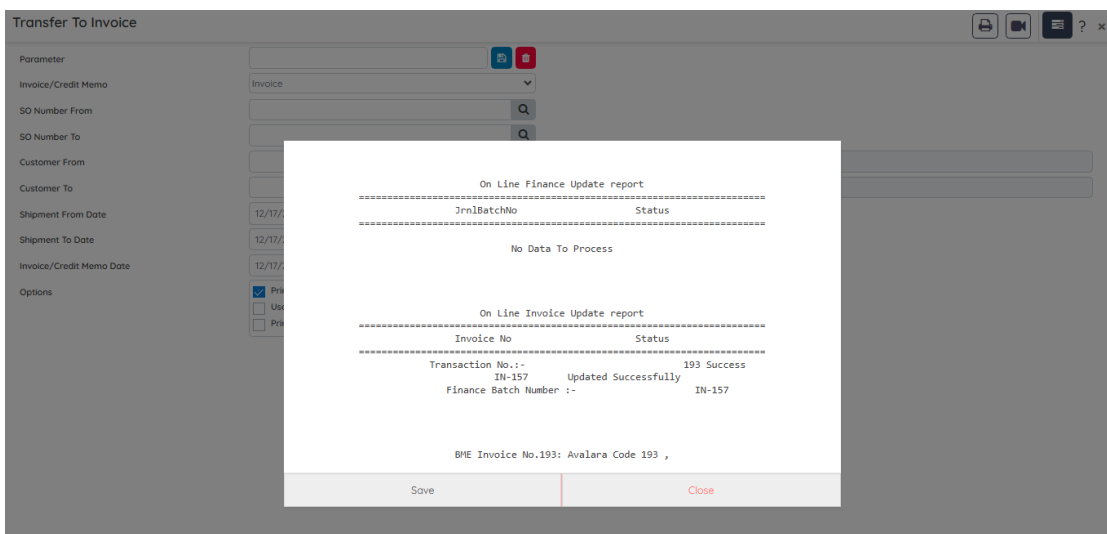 Transfer To Invoice
?
×
Parameter
Invoice/Credit Memo Invoice
SO Number From
SO Number To
Customer From
Customer To
Shipment From Date 12/17/
Shipment To Date 12/17/
Invoice/Credit Memo Date 12/17/
Options
On Line Finance Update report
========================================================================
JrnlBatchNo Status
========================================================================
No Data To Process
On Line Invoice Update report
========================================================================
Invoice No Status
========================================================================
Transaction No.:- 193 Success
IN-157 Updated Successfully
Finance Batch Number :- IN-157
BME Invoice No.193: Avalara Code 193 ,
Save Close